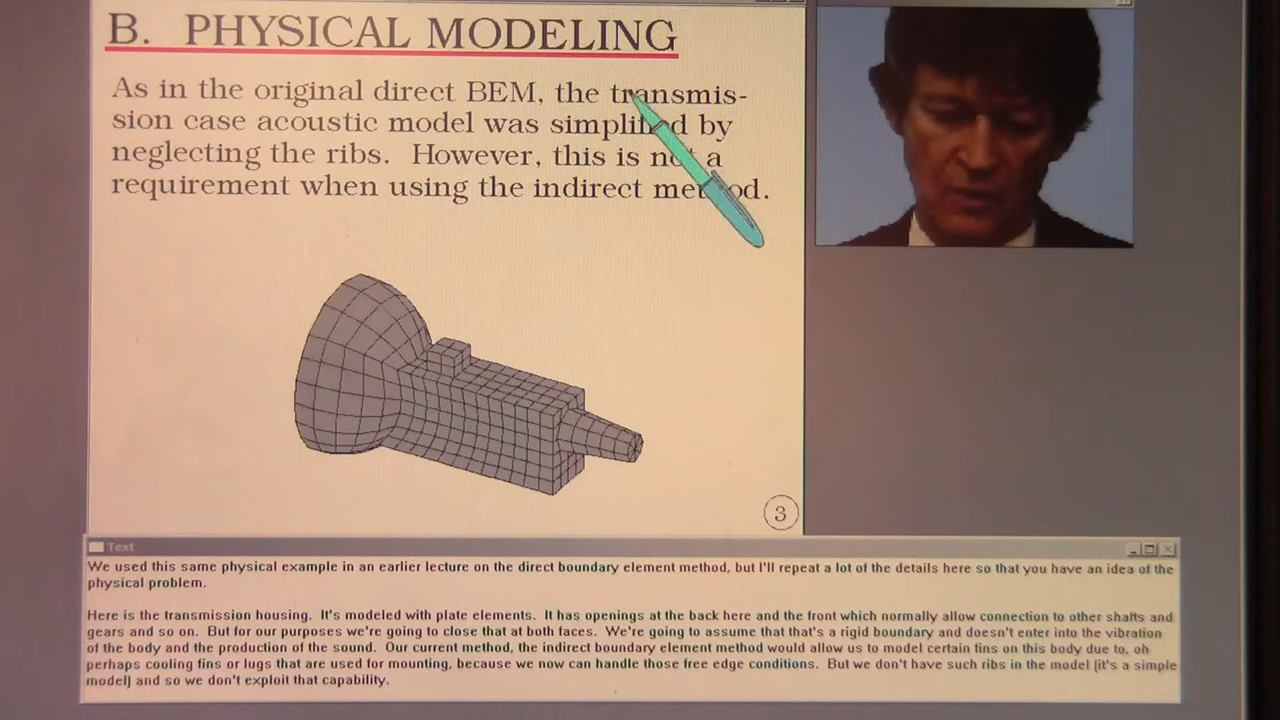 B. PHYSICAL MODELING
As in the original direct BEM, the transmis-
sion case acoustic model was simplified by
neglecting the ribs. However, this is not a
requirement when using the indirect method.
3
Text
We used this same physical example in an earlier lecture on the direct boundary element method, but I'll repeat a lot of the details here so that you have an idea of the
physical problem.
Here is the transmission housing. It's modeled with plate elements. It has openings at the back here and the front which normally allow connection to other shafts and
gears and so on. But for our purposes we're going to close that at both faces. We're going to assume that that's a rigid boundary and doesn't enter into the vibration
of the body and the production of the sound. Our current method, the indirect boundary element method would allow us to model certain fins on this body due to, oh
perhaps cooling fins or lugs that are used for mounting, because we now can handle those free edge conditions. But we don't have such ribs in the model (it's a simple
model) and so we don't exploit that capability.